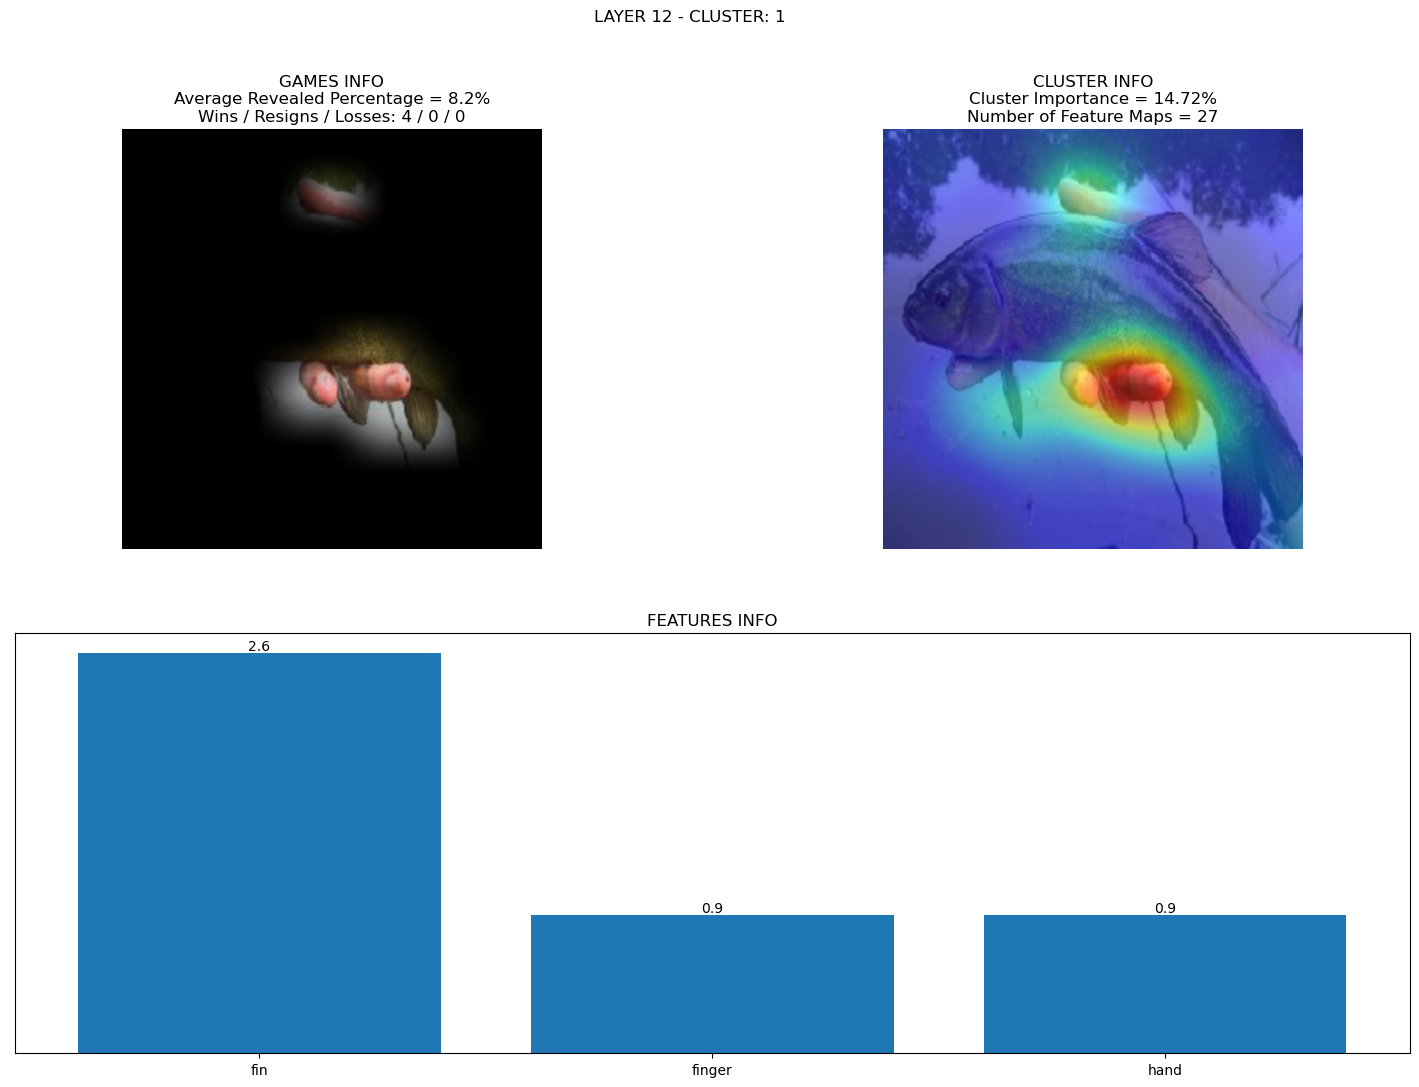 LAYER 12 - CLUSTER: 1
GAMES INFO
Average Revealed Percentage = 8.2%
Wins / Resigns / Losses: 4 / 0 / 0
CLUSTER INFO
Cluster Importance = 14.72%
Number of Feature Maps = 27
FEATURES INFO
2.6
0.9
0.9
fin
finger
hand